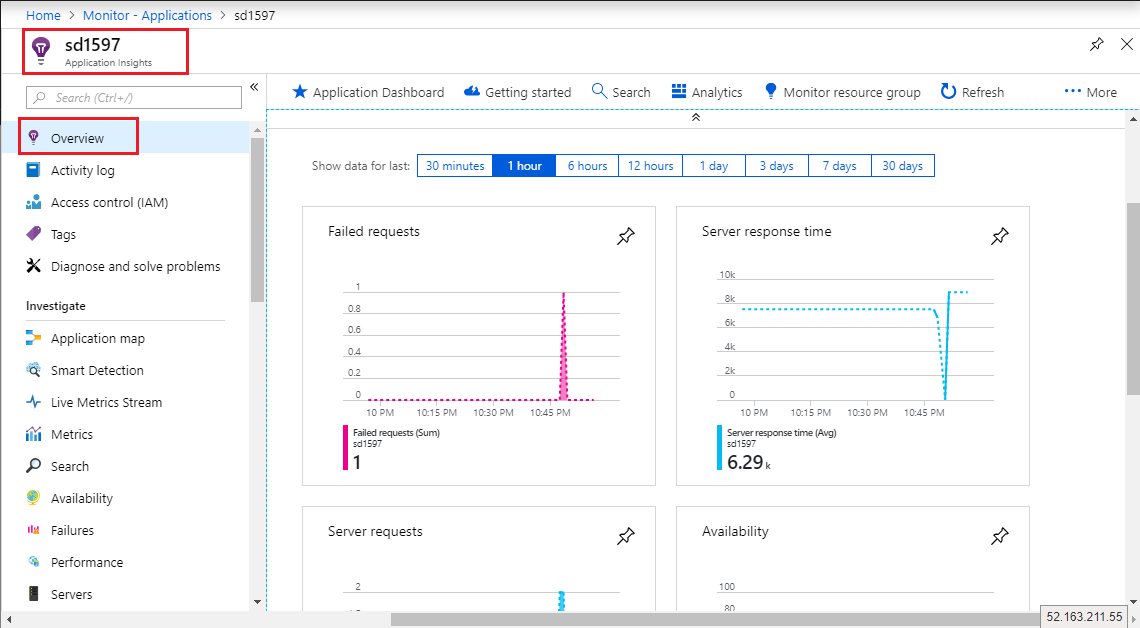 Home > Monitor - Applications > sd1597
sd1597
Application Insights
Search (Ctrl+/)
«
Application Dashboard Getting started Search Analytics Monitor resource group Refresh ··· More
Overview
Activity log
Access control (IAM)
Tags
Diagnose and solve problems
Investigate
Application map
Smart Detection
Live Metrics Stream
Metrics
Search
Availability
Failures
Performance
Servers
Show data for last: 30 minutes 1 hour 6 hours 12 hours 1 day 3 days 7 days 30 days
Failed requests
1
0.8
0.6
0.4
0.2
0
10 PM 10:15 PM 10:30 PM 10:45 PM
Failed requests (Sum)
sd1597
1
Server response time
10k
8k
6k
4k
2k
0
10 PM 10:15 PM 10:30 PM 10:45 PM
Server response time (Avg)
sd1597
6.29 k
Server requests
2
Availability
100
80
52.163.211.55